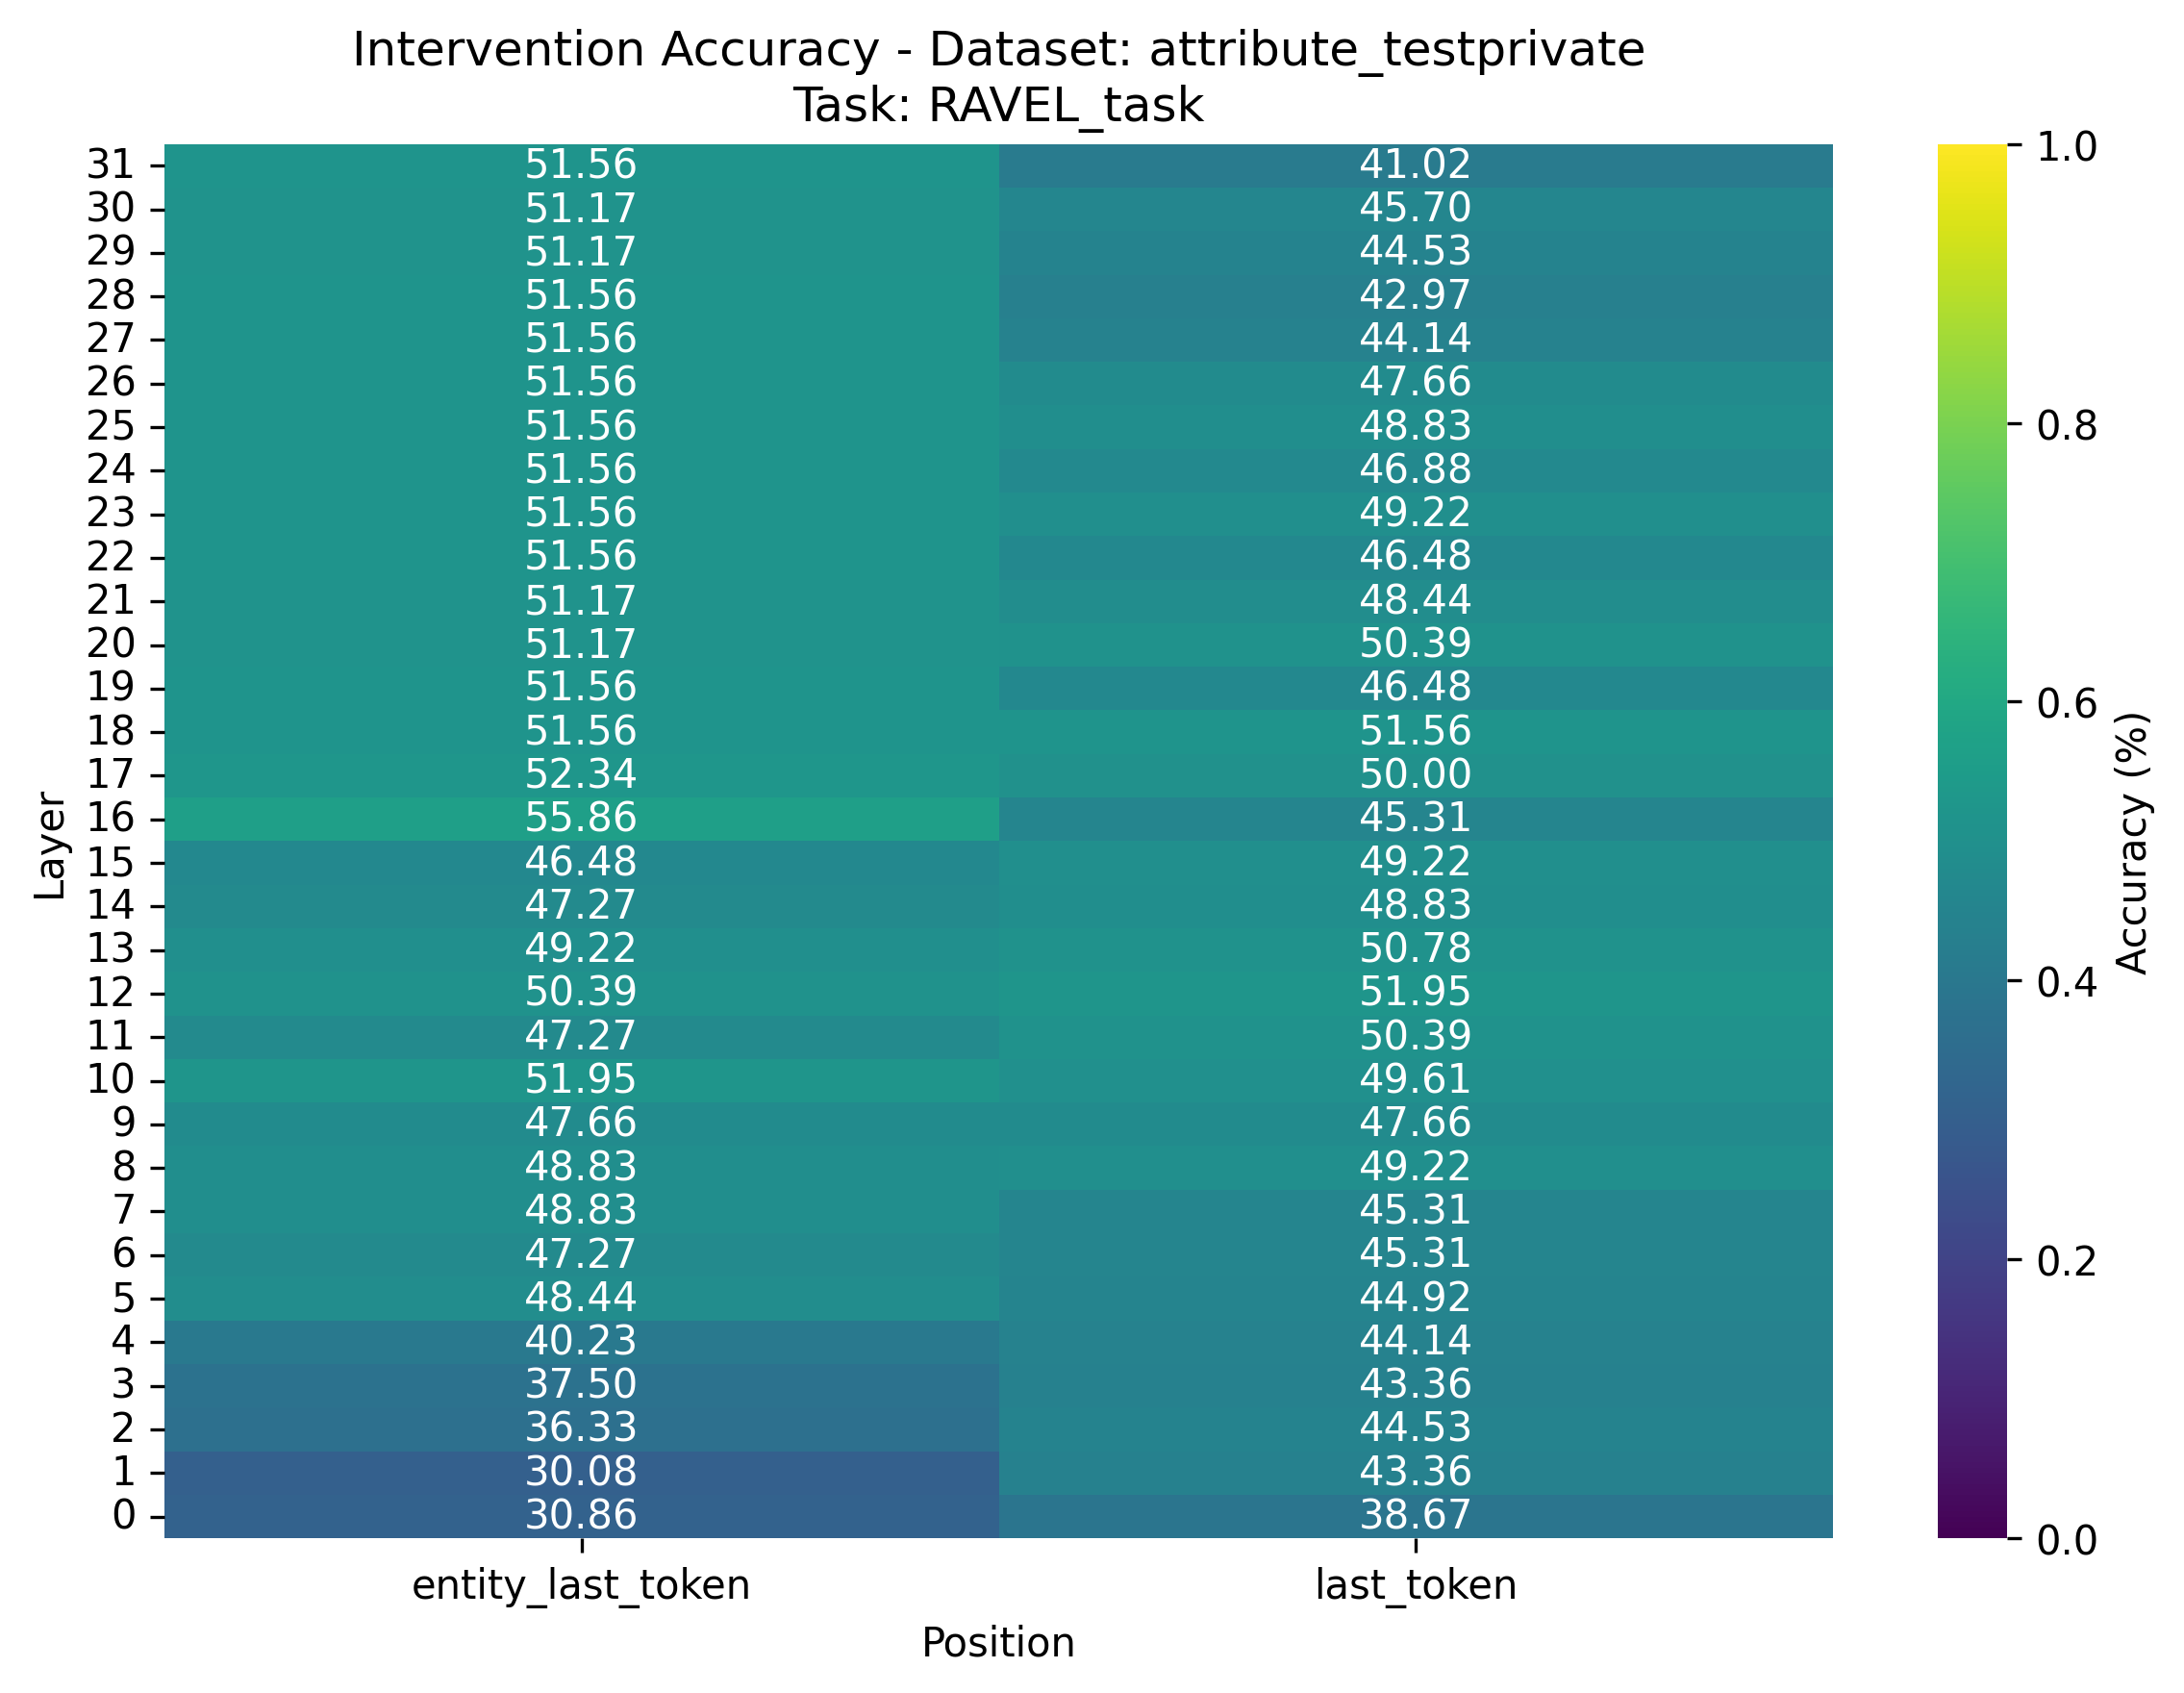 Intervention Accuracy - Dataset: attribute_testprivate
Task: RAVEL_task
31 51.56 41.02
30 51.17 45.70
29 51.17 44.53
28 51.56 42.97
27 51.56 44.14
26 51.56 47.66
25 51.56 48.83
24 51.56 46.88
23 51.56 49.22
22 51.56 46.48
21 51.17 48.44
20 51.17 50.39
19 51.56 46.48
18 51.56 51.56
17 52.34 50.00
16 55.86 45.31
15 46.48 49.22
14 47.27 48.83
13 49.22 50.78
12 50.39 51.95
11 47.27 50.39
10 51.95 49.61
9 47.66 47.66
8 48.83 49.22
7 48.83 45.31
6 47.27 45.31
5 48.44 44.92
4 40.23 44.14
3 37.50 43.36
2 36.33 44.53
1 30.08 43.36
0 30.86 38.67
Layer
entity_last_token last_token
Position
1.0
0.8
0.6
0.4
0.2
0.0
Accuracy (%)